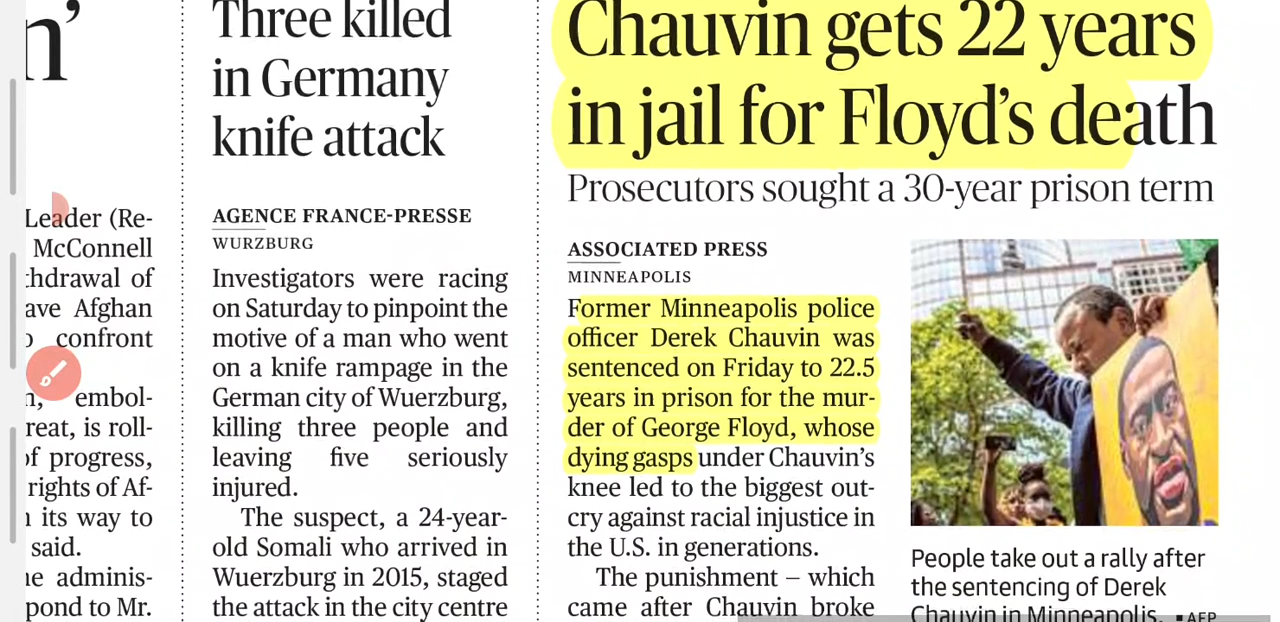 n’
Leader (Re-
McConnell
thdrawal of
ave Afghan
confront
embol-
reat, is roll-
of progress,
rights of Af-
n its way to
said.
ne adminis-
pond to Mr.
Three killed
in Germany
knife attack
AGENCE FRANCE-PRESSE
WURZBURG
Investigators were racing
on Saturday to pinpoint the
motive of a man who went
on a knife rampage in the
German city of Wuerzburg,
killing three people and
leaving five seriously
injured.
The suspect, a 24-year-
old Somali who arrived in
Wuerzburg in 2015, staged
the attack in the city centre
Chauvin gets 22 years
in jail for Floyd’s death
Prosecutors sought a 30-year prison term
ASSOCIATED PRESS
MINNEAPOLIS
Former Minneapolis police
officer Derek Chauvin was
sentenced on Friday to 22.5
years in prison for the mur-
der of George Floyd, whose
dying gasps under Chauvin’s
knee led to the biggest out-
cry against racial injustice in
the U.S. in generations.
The punishment – which
came after Chauvin broke
People take out a rally after
the sentencing of Derek
Chauvin in Minneapolis. ▪ AFP